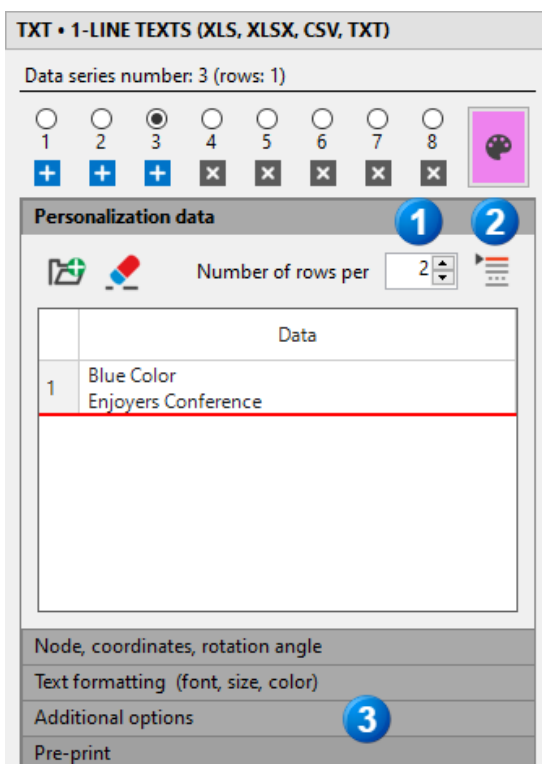 TXT • 1-LINE TEXTS (XLS, XLSX, CSV, TXT)
Data series number: 3 (rows: 1)
1 2 3 4 5 6 7 8
Personalization data
1 2
Number of rows per 2
Data
1 Blue Color
Enjoyers Conference
Node, coordinates, rotation angle
Text formatting (font, size, color)
Additional options
3
Pre-print